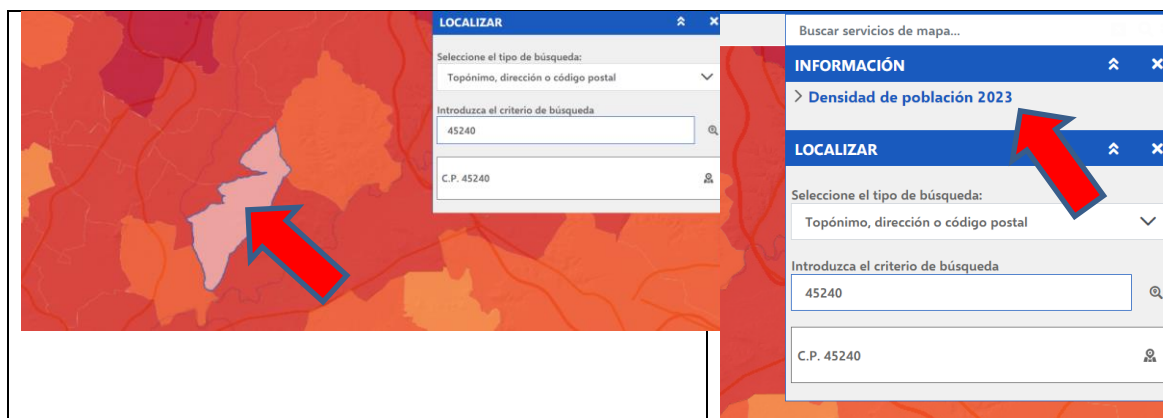 LOCALIZAR
Seleccione el tipo de búsqueda:
Topónimo, dirección o código postal
Introduzca el criterio de búsqueda
45240
C.P. 45240
Buscar servicios de mapa...
INFORMACIÓN
Densidad de población 2023
LOCALIZAR
Seleccione el tipo de búsqueda:
Topónimo, dirección o código postal
Introduzca el criterio de búsqueda
45240
C.P. 45240